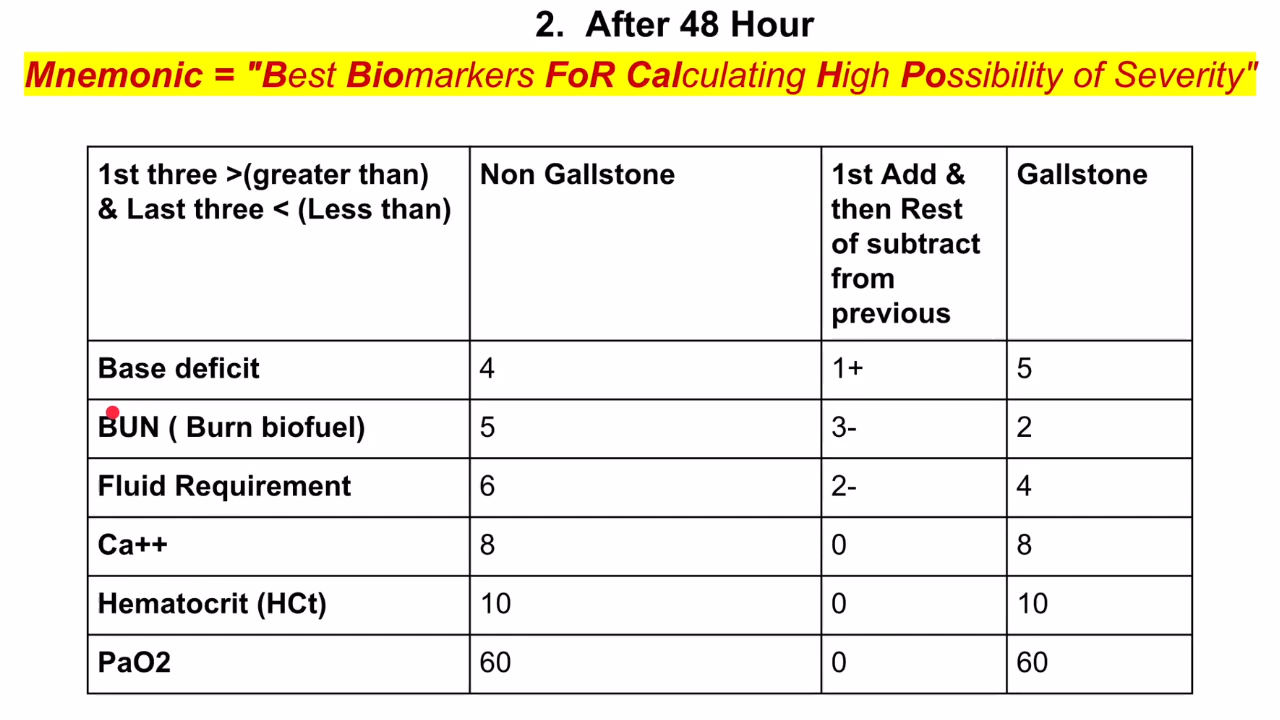 2. After 48 Hour
Mnemonic = "Best Biomarkers FoR Calculating High Possibility of Severity"
1st three >(greater than)
& Last three < (Less than)
Non Gallstone
1st Add &
then Rest
of subtract
from
previous
Gallstone
Base deficit
4
1+
5
BUN ( Burn biofuel)
5
3-
2
Fluid Requirement
6
2-
4
Ca++
8
0
8
Hematocrit (HCt)
10
0
10
PaO2
60
0
60